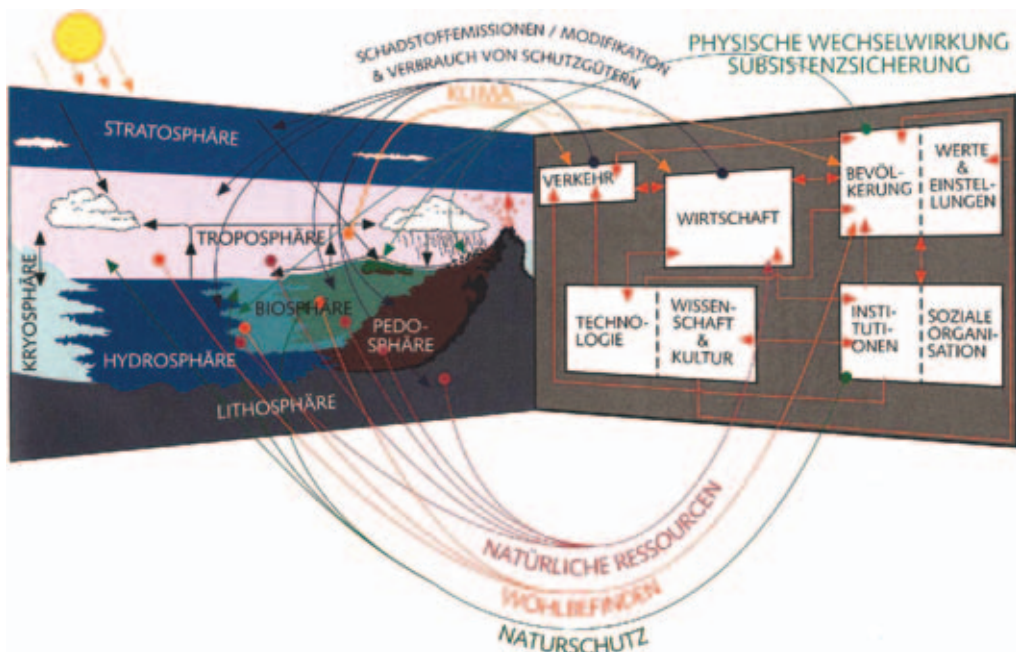 SCHADSTOFFEMISSIONEN / MODIFIKATION
& VERBRAUCH VON SCHUTZGÜTERN
KLIMA
PHYSISCHE WECHSELWIRKUNG
SUBSISTENZSICHERUNG
STRATOSPHÄRE
TROPOSPHÄRE
KRYOSPHÄRE
BIOSPHÄRE
HYDROSPHÄRE
PEDO-
SPHÄRE
LITHOSPHÄRE
VERKEHR
WIRTSCHAFT
BEVÖL-
KERUNG
WERTE
&
EINSTEL-
LUNGEN
TECHNO-
LOGIE
WISSEN-
SCHAFT
&
KULTUR
INSTI-
TUTI-
ONEN
SOZIALE
ORGANI-
SATION
NATÜRLICHE RESSOURCEN
WOHLBEFINDEN
NATURSCHUTZ